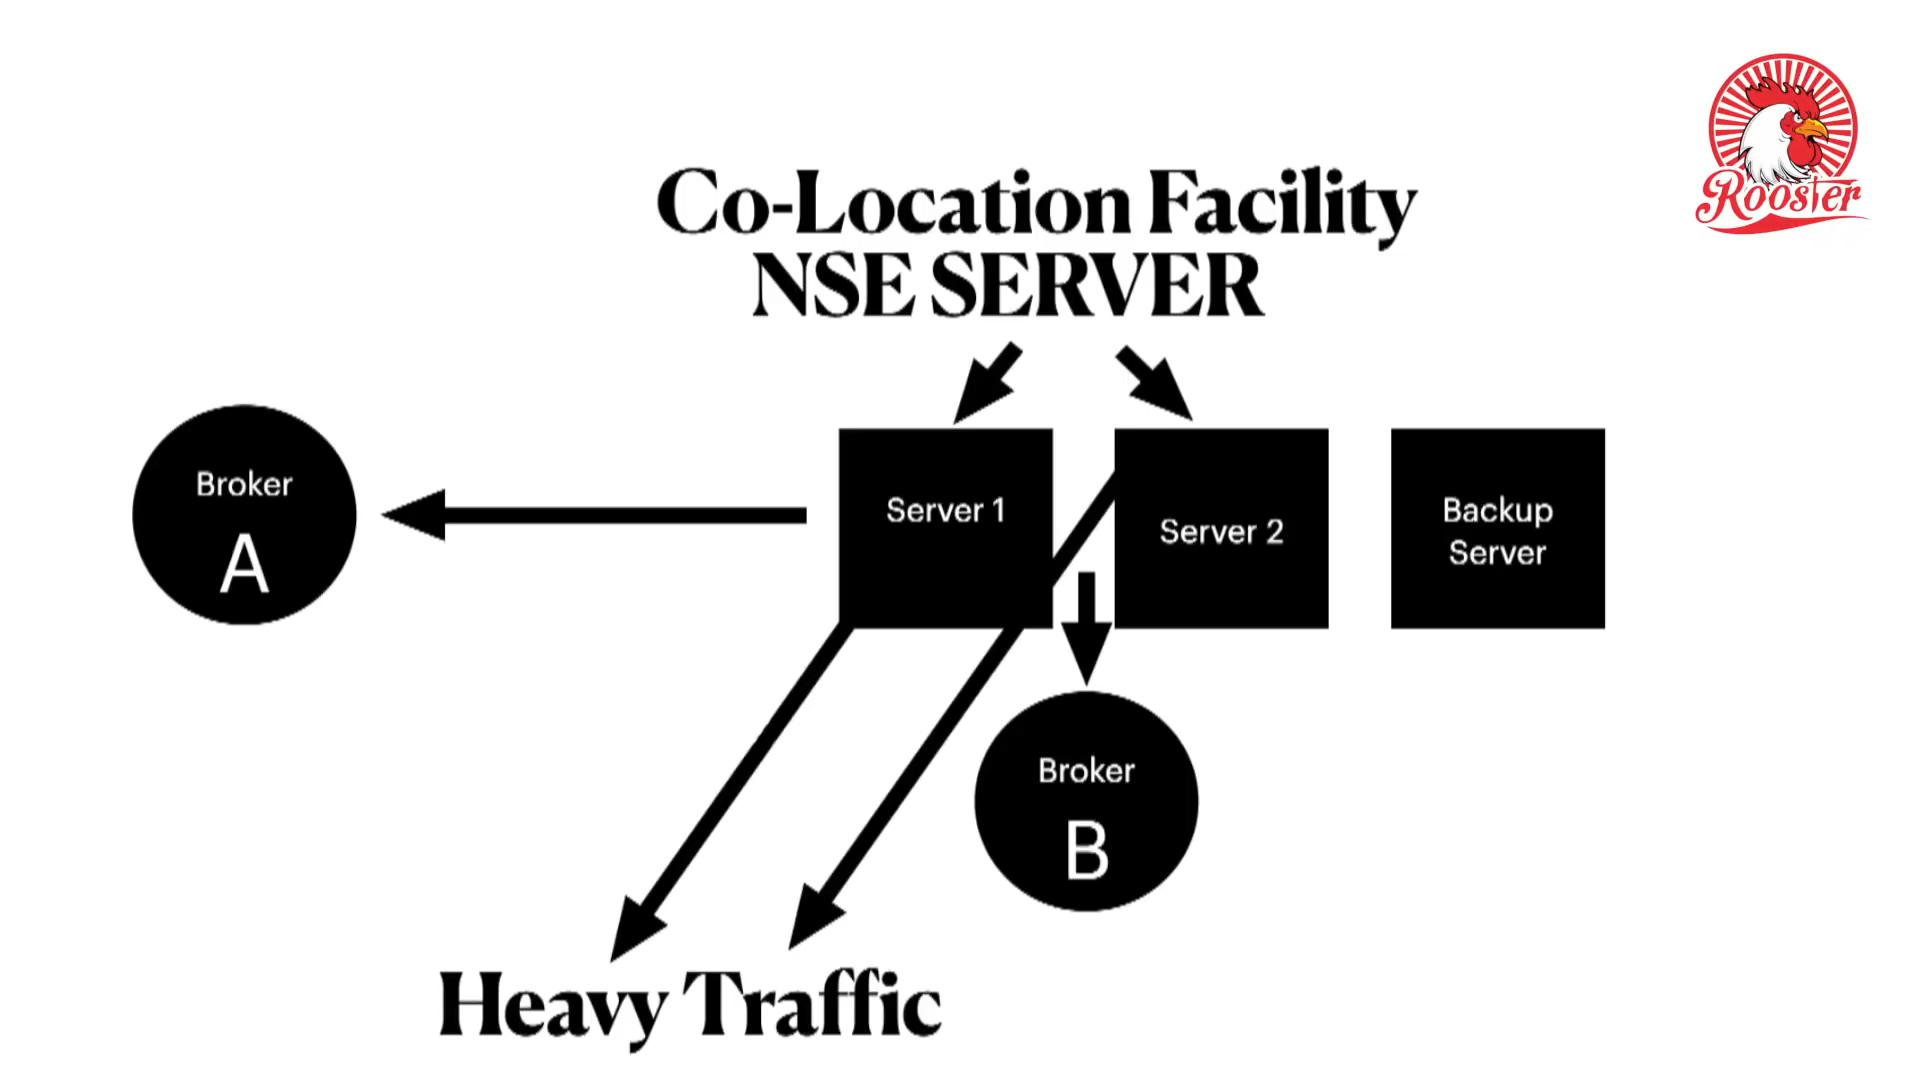 Rooster
Co-Location Facility
NSE SERVER
Broker
A
Server 1
Server 2
Backup
Server
Broker
B
Heavy Traffic